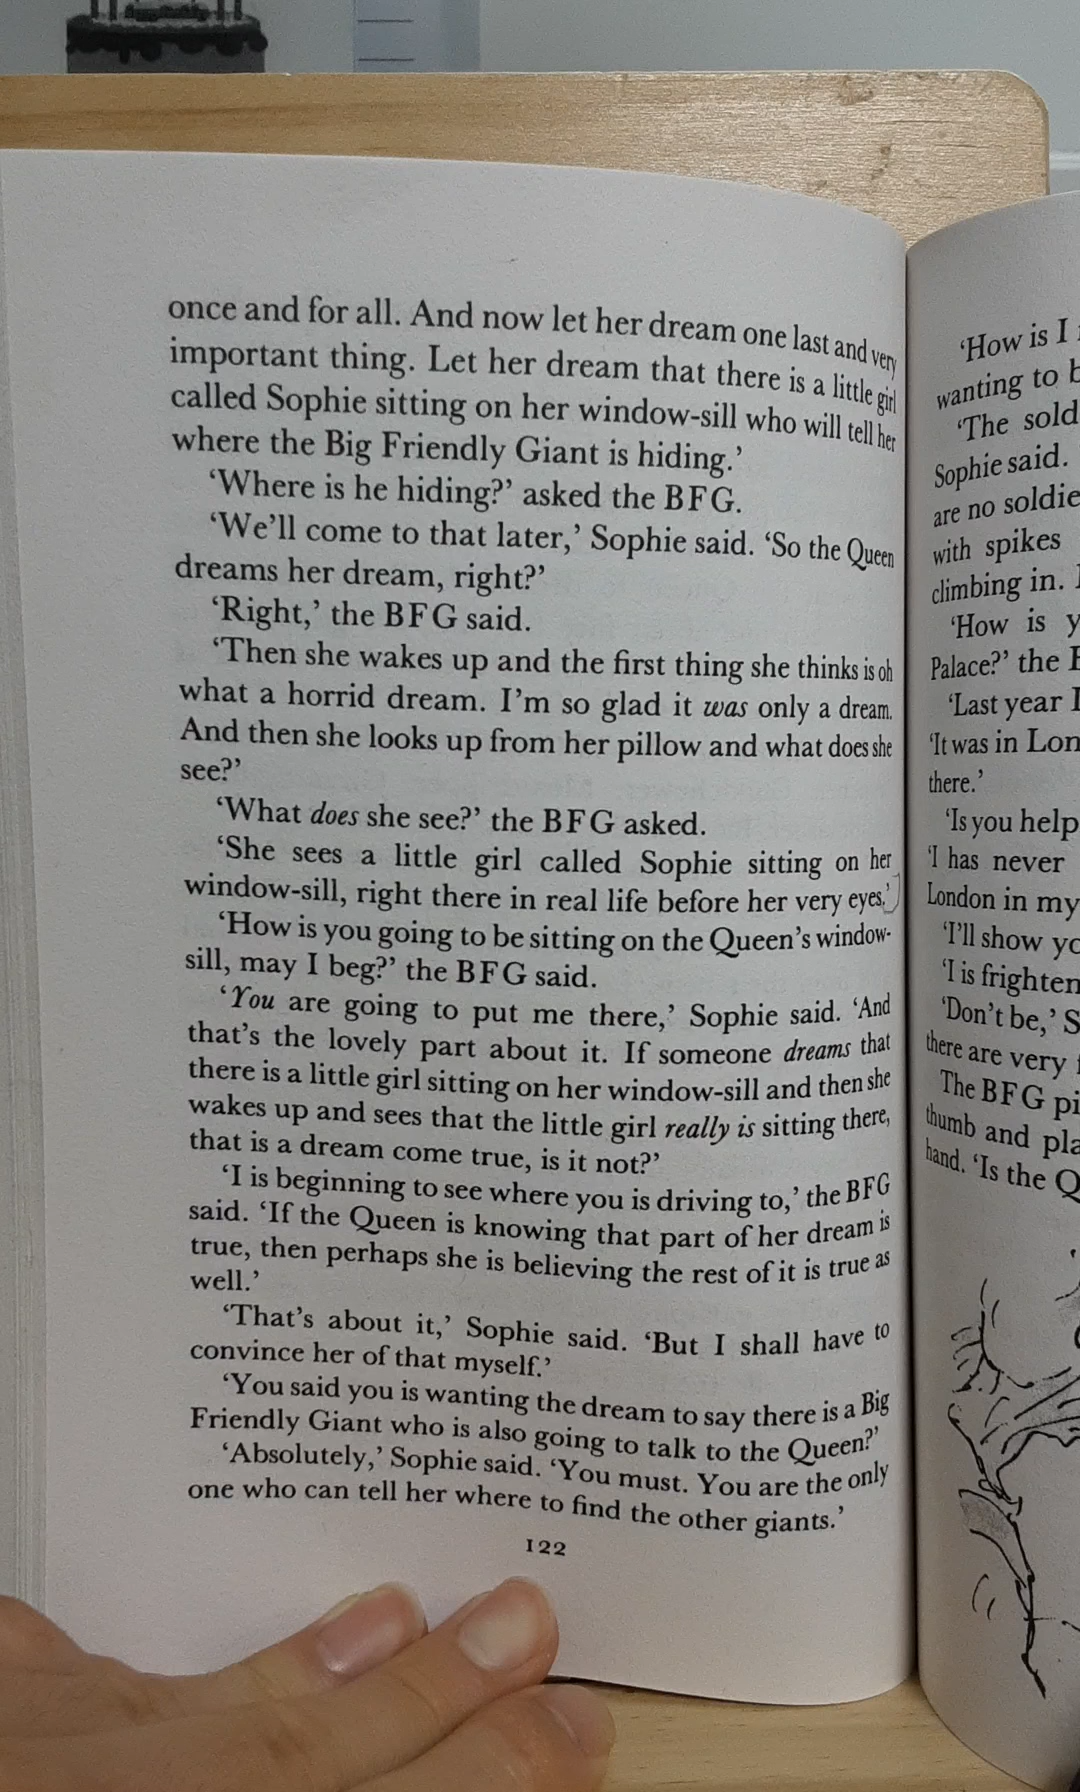 once and for all. And now let her dream one last and very
important thing. Let her dream that there is a little girl
called Sophie sitting on her window-sill who will tell her
where the Big Friendly Giant is hiding.’
‘Where is he hiding?’ asked the BFG.
‘We’ll come to that later,’ Sophie said. ‘So the Queen
dreams her dream, right?’
‘Right,’ the BFG said.
‘Then she wakes up and the first thing she thinks is oh
what a horrid dream. I’m so glad it was only a dream.
And then she looks up from her pillow and what does she
see?’
‘What does she see?’ the BFG asked.
‘She sees a little girl called Sophie sitting on her
window-sill, right there in real life before her very eyes.’
‘How is you going to be sitting on the Queen’s window-
sill, may I beg?’ the BFG said.
‘You are going to put me there,’ Sophie said. ‘And
that’s the lovely part about it. If someone dreams that
there is a little girl sitting on her window-sill and then she
wakes up and sees that the little girl really is sitting there,
that is a dream come true, is it not?’
‘I is beginning to see where you is driving to,’ the BFG
said. ‘If the Queen is knowing that part of her dream is
true, then perhaps she is believing the rest of it is true as
well.’
‘That’s about it,’ Sophie said. ‘But I shall have to
convince her of that myself.’
‘You said you is wanting the dream to say there is a Big
Friendly Giant who is also going to talk to the Queen?’
‘Absolutely,’ Sophie said. ‘You must. You are the only
one who can tell her where to find the other giants.’
122
‘How is I
wanting to
‘The
Sophie said.
are no
with spikes
climbing in.
‘How is
Palace?’ the
‘Last year
‘It was in
there.’
‘Is you help
‘I has never
London in my
‘I’ll show
‘I is
‘Don’t be,’
there are very
The BFG
thumb and
hand. ‘Is the